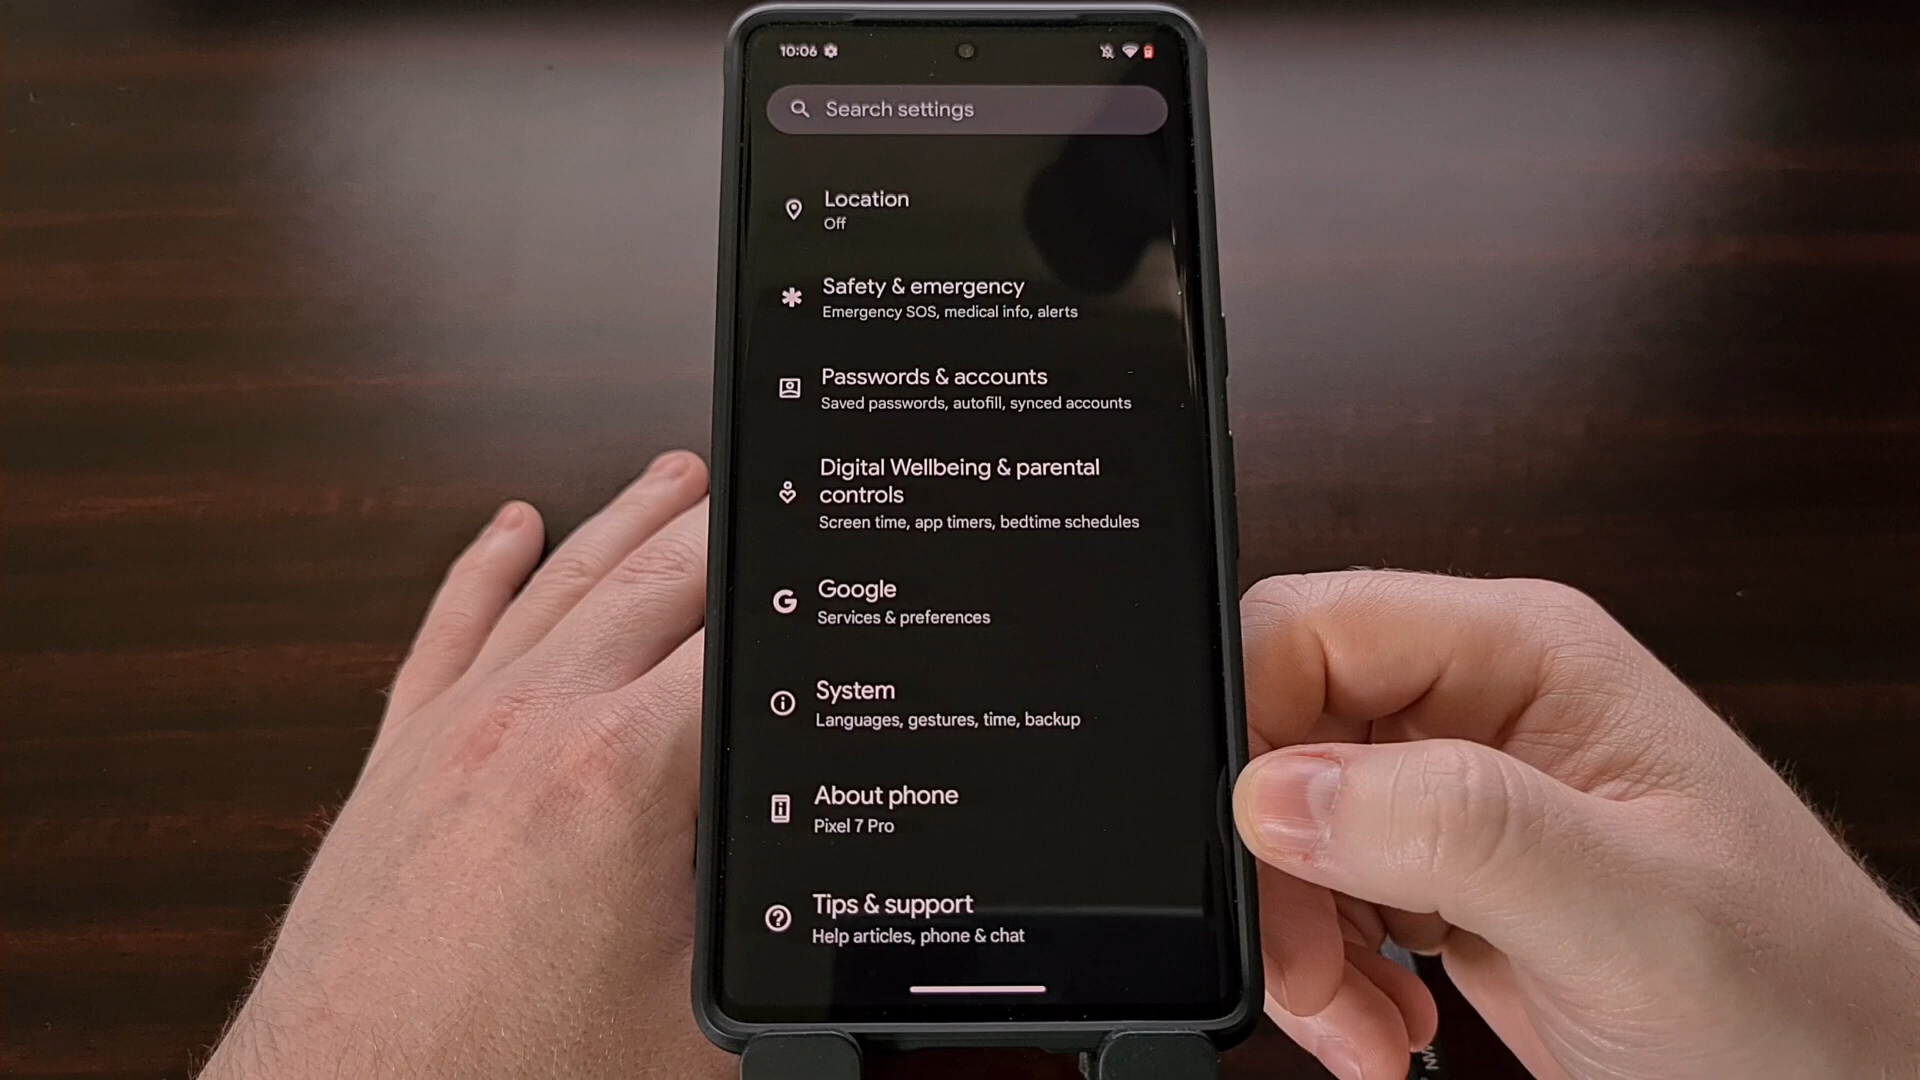 10:06
Search settings
Location
Off
Safety & emergency
Emergency SOS, medical info, alerts
Passwords & accounts
Saved passwords, autofill, synced accounts
Digital Wellbeing & parental
controls
Screen time, app timers, bedtime schedules
Google
Services & preferences
System
Languages, gestures, time, backup
About phone
Pixel 7 Pro
Tips & support
Help articles, phone & chat